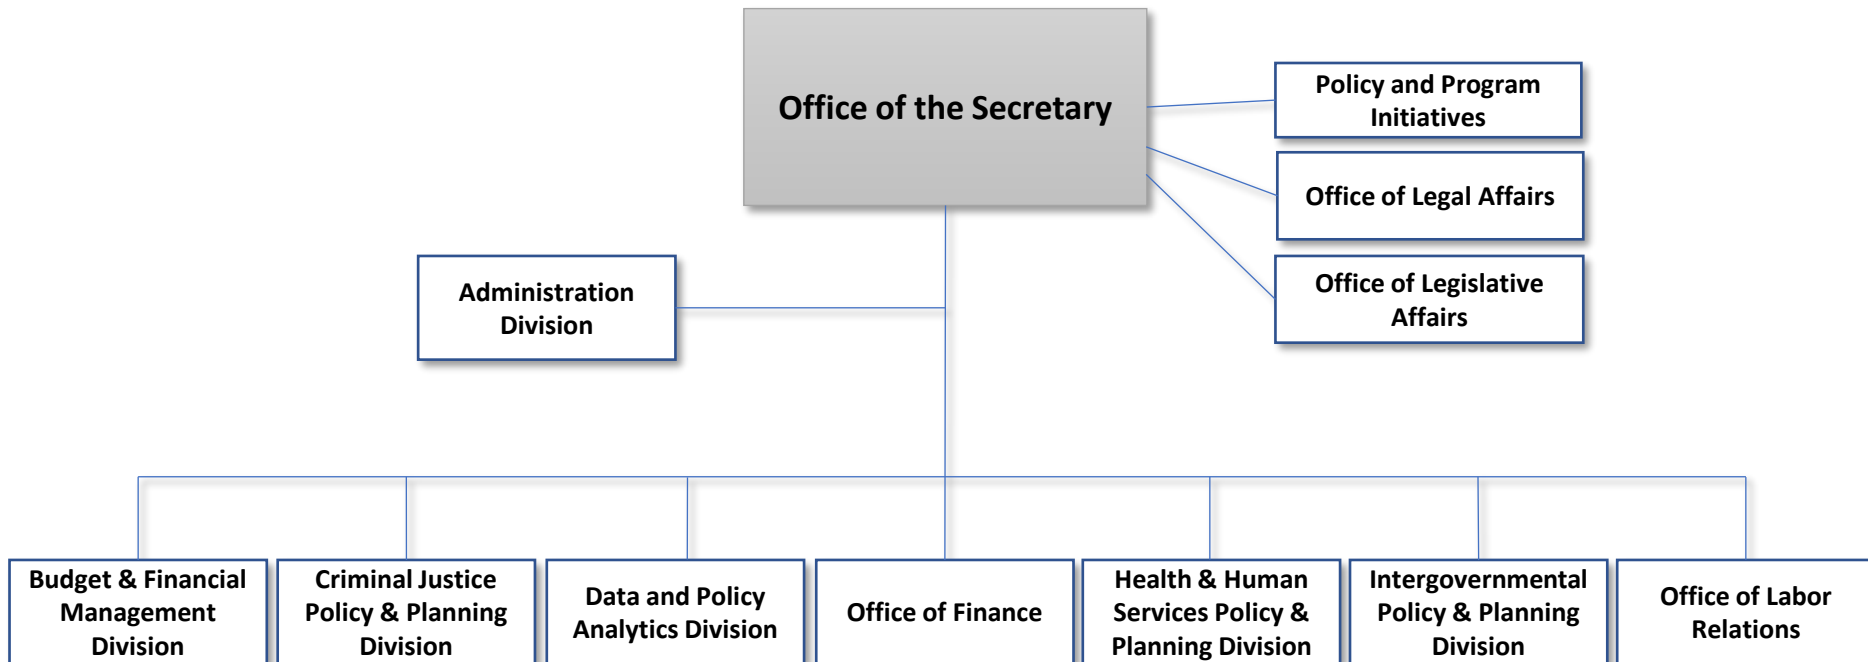 Office of the Secretary
Policy and Program
Initiatives
Office of Legal Affairs
Office of Legislative
Affairs
Administration
Division
Budget & Financial
Management
Division
Criminal Justice
Policy & Planning
Division
Data and Policy
Analytics Division
Office of Finance
Health & Human
Services Policy &
Planning Division
Intergovernmental
Policy & Planning
Division
Office of Labor
Relations